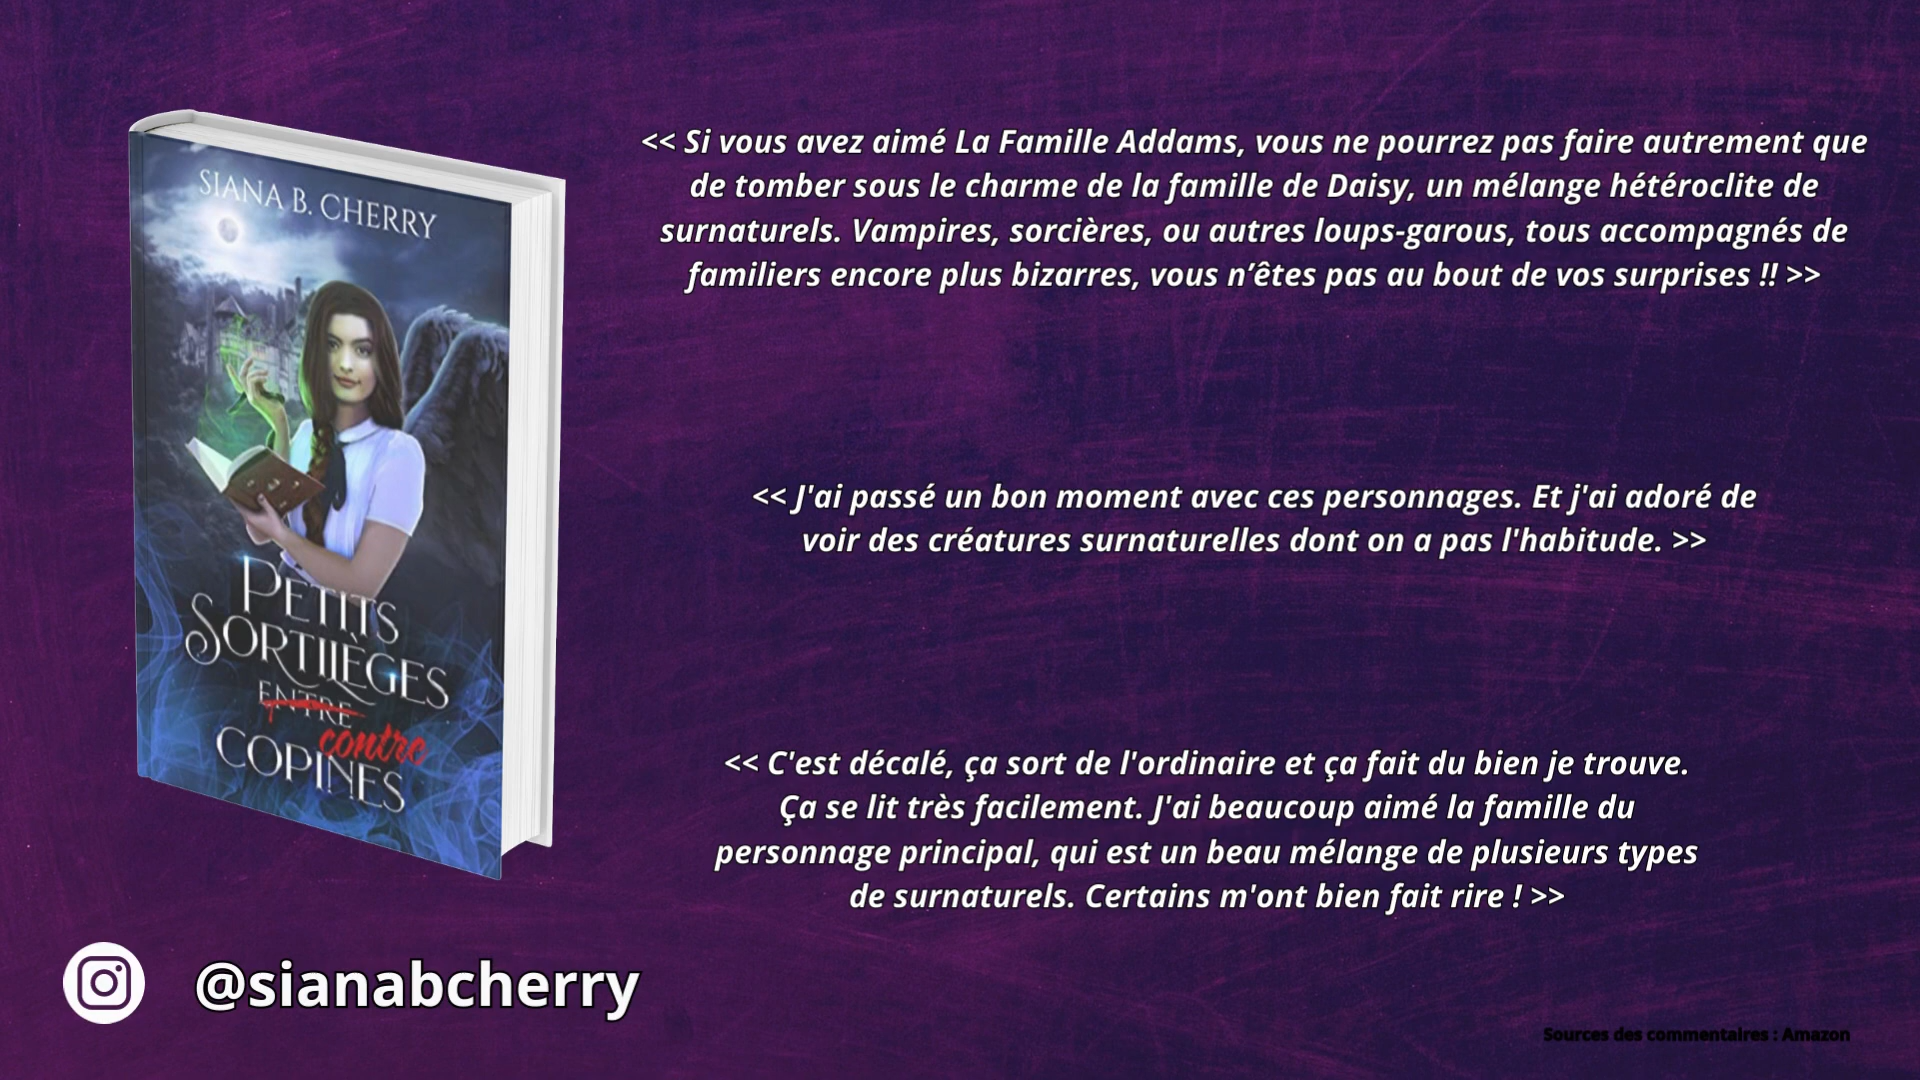 SIANA B. CHERRY
PETITS
SORTILÈGES
ENTRE
contre
COPINES
<< Si vous avez aimé La Famille Addams, vous ne pourrez pas faire autrement que
de tomber sous le charme de la famille de Daisy, un mélange hétéroclite de
surnaturels. Vampires, sorcières, ou autres loups-garous, tous accompagnés de
familiers encore plus bizarres, vous n’êtes pas au bout de vos surprises !! >>
<< J'ai passé un bon moment avec ces personnages. Et j'ai adoré de
voir des créatures surnaturelles dont on a pas l'habitude. >>
<< C'est décalé, ça sort de l'ordinaire et ça fait du bien je trouve.
Ça se lit très facilement. J'ai beaucoup aimé la famille du
personnage principal, qui est un beau mélange de plusieurs types
de surnaturels. Certains m'ont bien fait rire ! >>
@sianabcherry
Sources des commentaires : Amazon